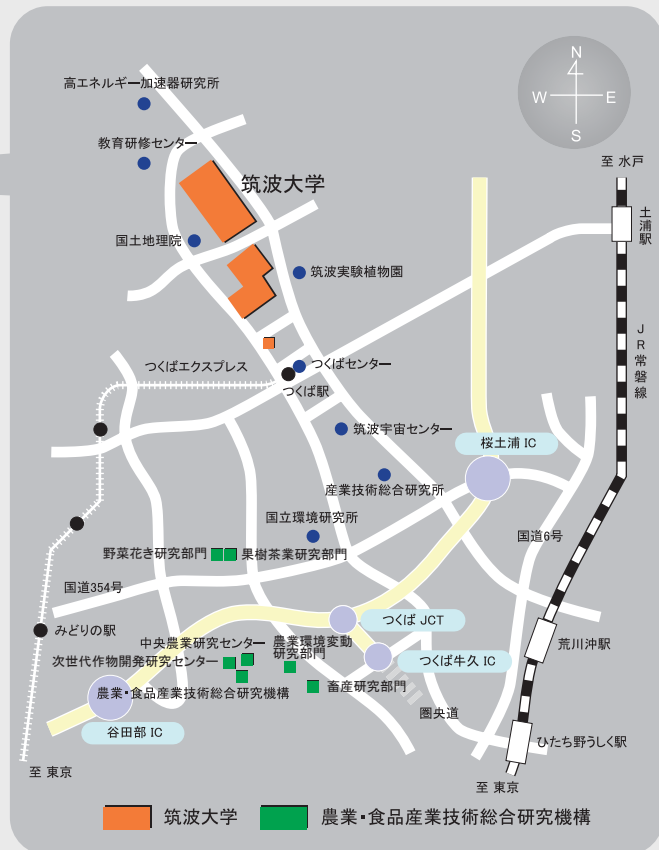 高エネルギー加速器研究所
N
W
E
S
教育研修センター
至 水戸
筑波大学
土浦駅
国土地理院
筑波実験植物園
JR常磐線
つくばエクスプレス
つくばセンター
つくば駅
筑波宇宙センター
桜土浦 IC
産業技術総合研究所
国立環境研究所
国道6号
野菜花き研究部門
果樹茶業研究部門
国道354号
つくば JCT
みどりの駅
中央農業研究センター
農業環境変動
研究部門
荒川沖駅
次世代作物開発研究センター
つくば牛久 IC
農業・食品産業技術総合研究機構
畜産研究部門
圏央道
谷田部 IC
ひたち野うしく駅
至 東京
至 東京
筑波大学
農業・食品産業技術総合研究機構